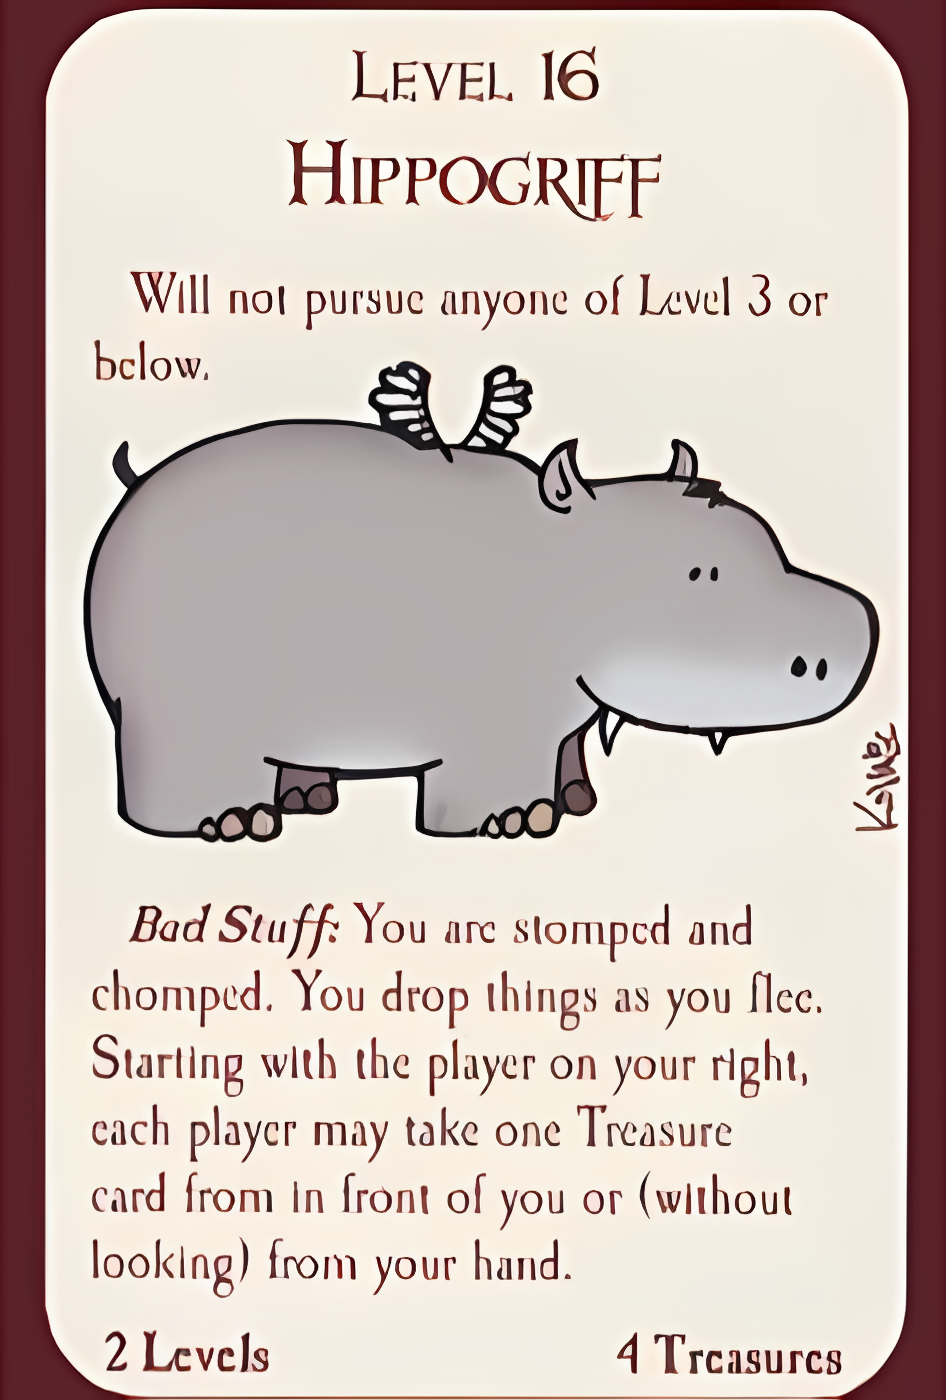 LEVEL 16
HIPPOGRIFF
Will not pursue anyone of Level 3 or
below.
Bad Stuff: You are stomped and
chomped. You drop things as you flee.
Starting with the player on your right,
each player may take one Treasure
card from in front of you or (without
looking) from your hand.
2 Levels
4 Treasures